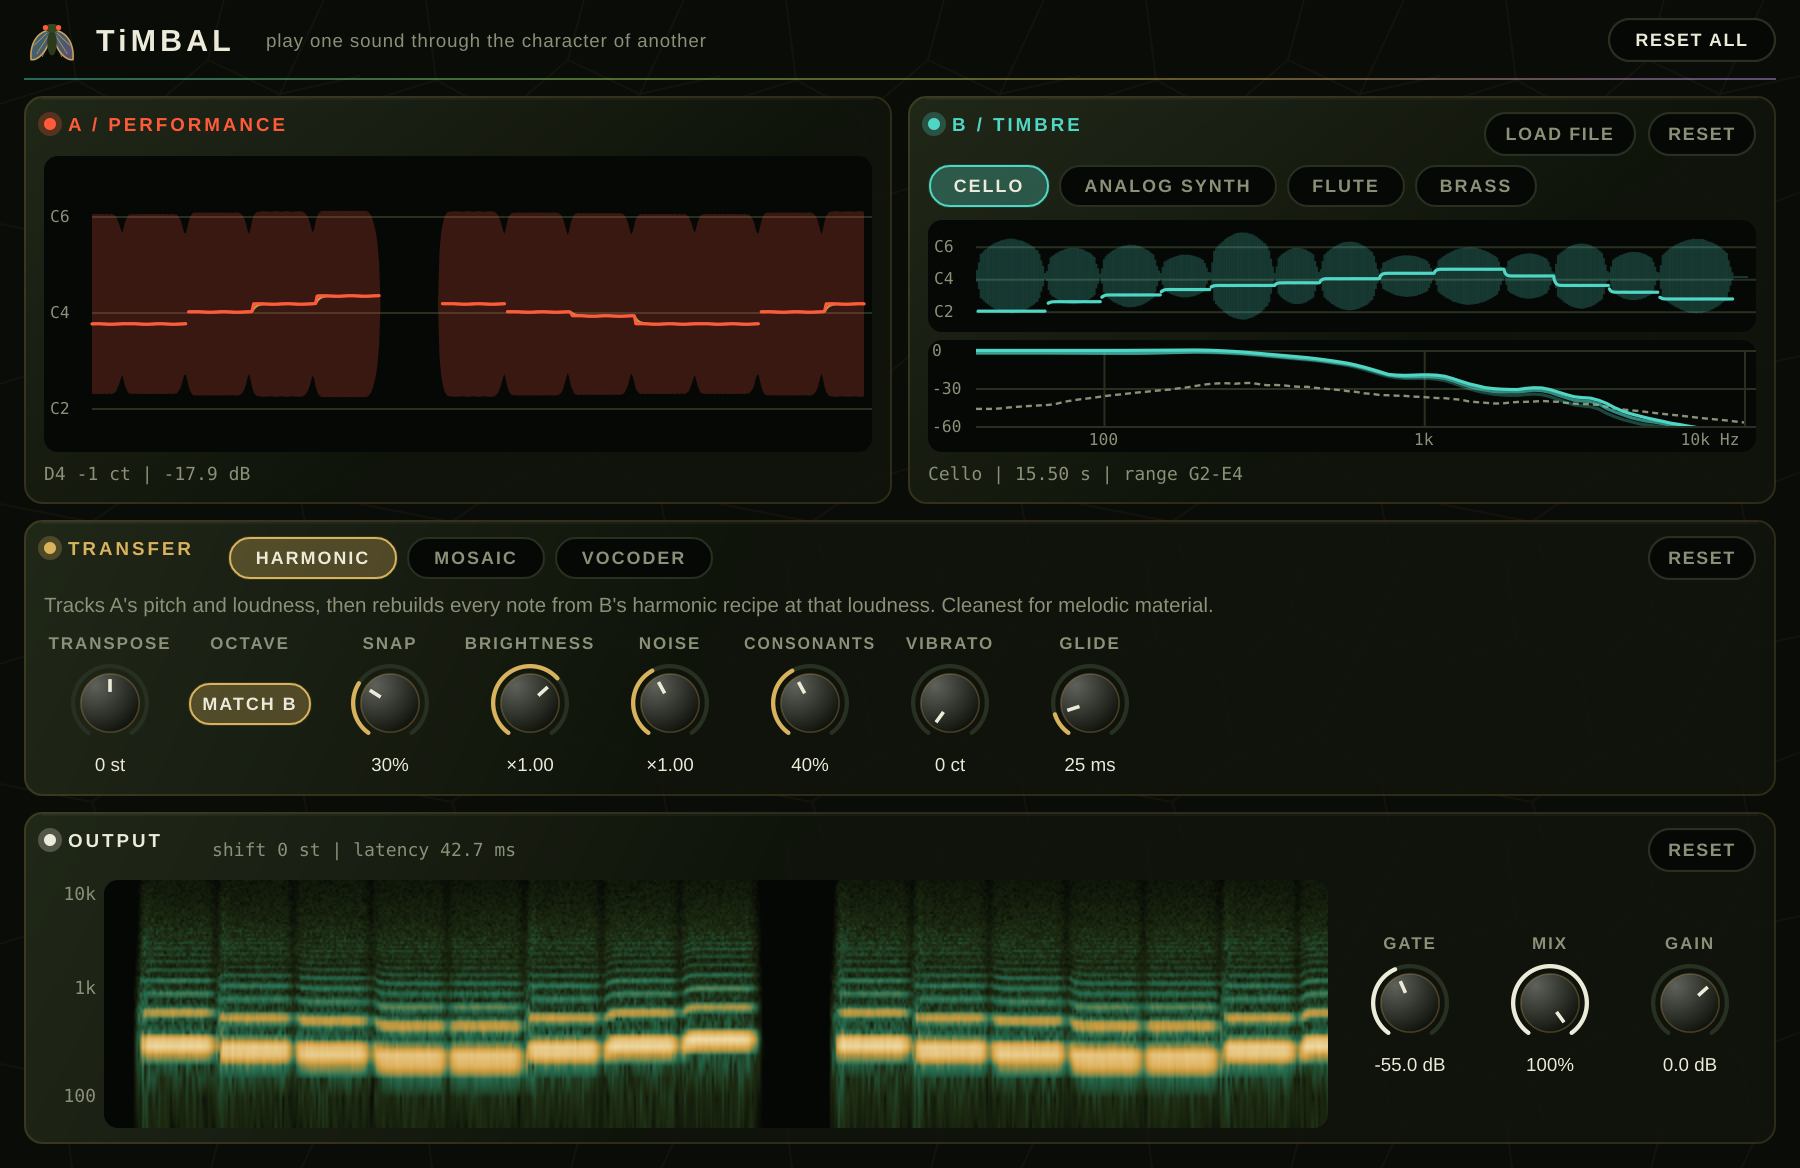 TiMBAL
play one sound through the character of another
RESET ALL
A / PERFORMANCE
C6
C4
C2
D4 -1 ct | -17.9 dB
B / TIMBRE
LOAD FILE
RESET
CELLO
ANALOG SYNTH
FLUTE
BRASS
C6
C4
C2
0
-30
-60
100
1k
10k Hz
Cello | 15.50 s | range G2-E4
TRANSFER
HARMONIC
MOSAIC
VOCODER
RESET
Tracks A's pitch and loudness, then rebuilds every note from B's harmonic recipe at that loudness. Cleanest for melodic material.
TRANSPOSE
OCTAVE
SNAP
BRIGHTNESS
NOISE
CONSONANTS
VIBRATO
GLIDE
MATCH B
0 st
30%
×1.00
×1.00
40%
0 ct
25 ms
OUTPUT
shift 0 st | latency 42.7 ms
RESET
10k
1k
100
GATE
MIX
GAIN
-55.0 dB
100%
0.0 dB